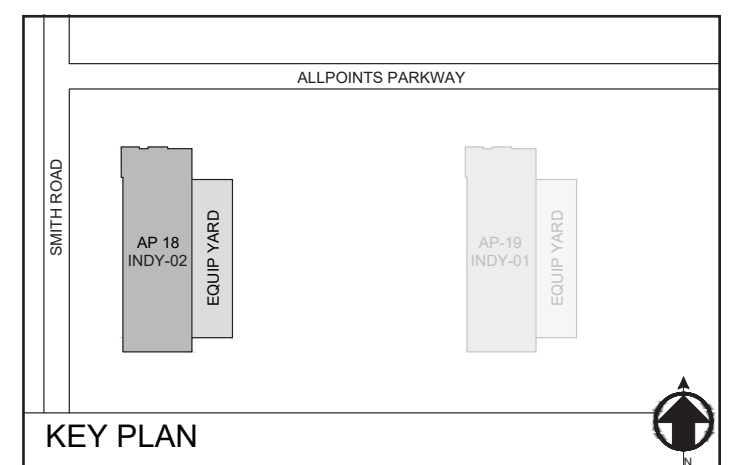 ALLPOINTS PARKWAY
SMITH ROAD
AP 18
INDY-02
EQUIP YARD
AP-19
INDY-01
EQUIP YARD
KEY PLAN
N